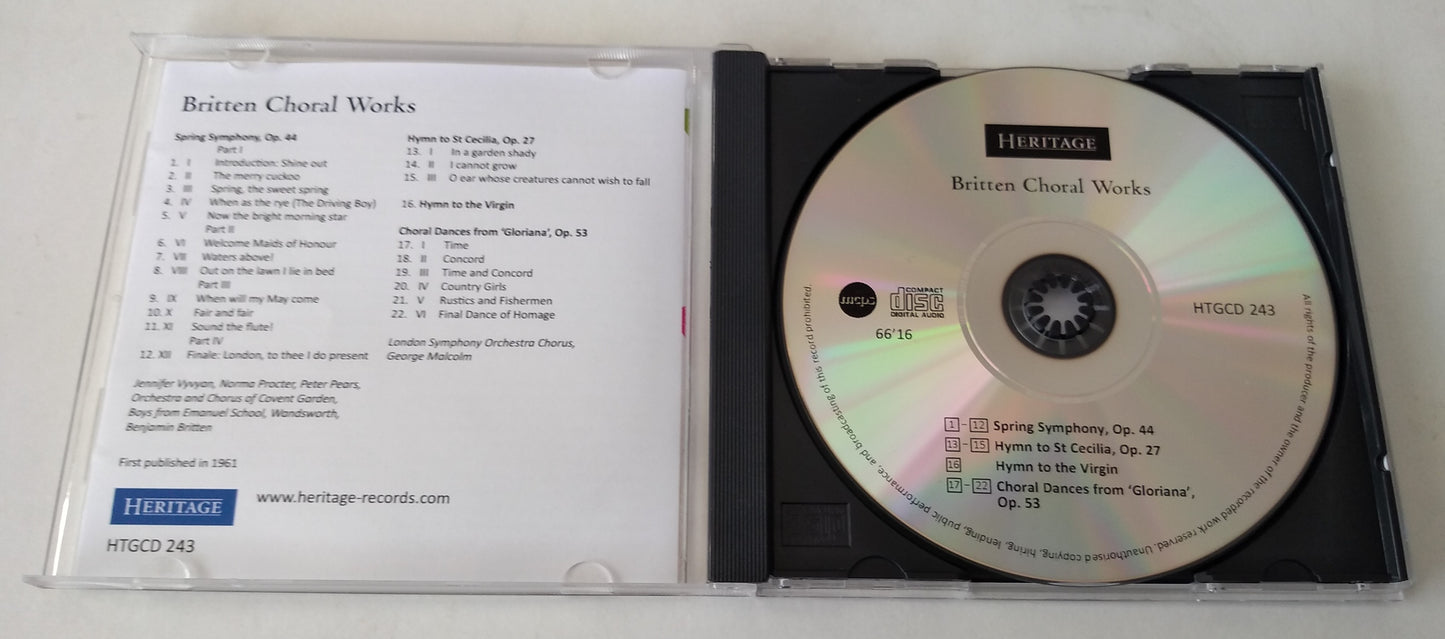 Britten Choral Works
Spring Symphony, Op. 44
Part I
1. I Introduction: Shine out
2. II The merry cuckoo
3. III Spring, the sweet spring
4. IV When as the rye (The Driving Boy)
5. V Now the bright morning star
Part II
6. VI Welcome Maids of Honour
7. VII Waters above!
8. VIII Out on the lawn I lie in bed
Part III
9. IX When will my May come
10. X Fair and fair
11. XI Sound the flute!
Part IV
12. XII Finale: London, to thee I do present
Jennifer Vyvyan, Norma Procter, Peter Pears,
Orchestra and Chorus of Covent Garden,
Boys from Emanuel School, Wandsworth,
Benjamin Britten
First published in 1961
Hymn to St Cecilia, Op. 27
13. I In a garden shady
14. II I cannot grow
15. III O ear whose creatures cannot wish to fall
16. Hymn to the Virgin
Choral Dances from ‘Gloriana’, Op. 53
17. I Time
18. II Concord
19. III Time and Concord
20. IV Country Girls
21. V Rustics and Fishermen
22. VI Final Dance of Homage
London Symphony Orchestra Chorus,
George Malcolm
HERITAGE
www.heritage-records.com
HTGCD 243
HERITAGE
Britten Choral Works
mcps
COMPACT
disc
DIGITAL AUDIO
66’16
HTGCD 243
1 - 12 Spring Symphony, Op. 44
13 - 15 Hymn to St Cecilia, Op. 27
16 Hymn to the Virgin
17 - 22 Choral Dances from ‘Gloriana’,
Op. 53
All rights of the producer and the owner of the recorded work reserved. Unauthorised copying, hiring, lending, public performance, and broadcasting of this record prohibited.